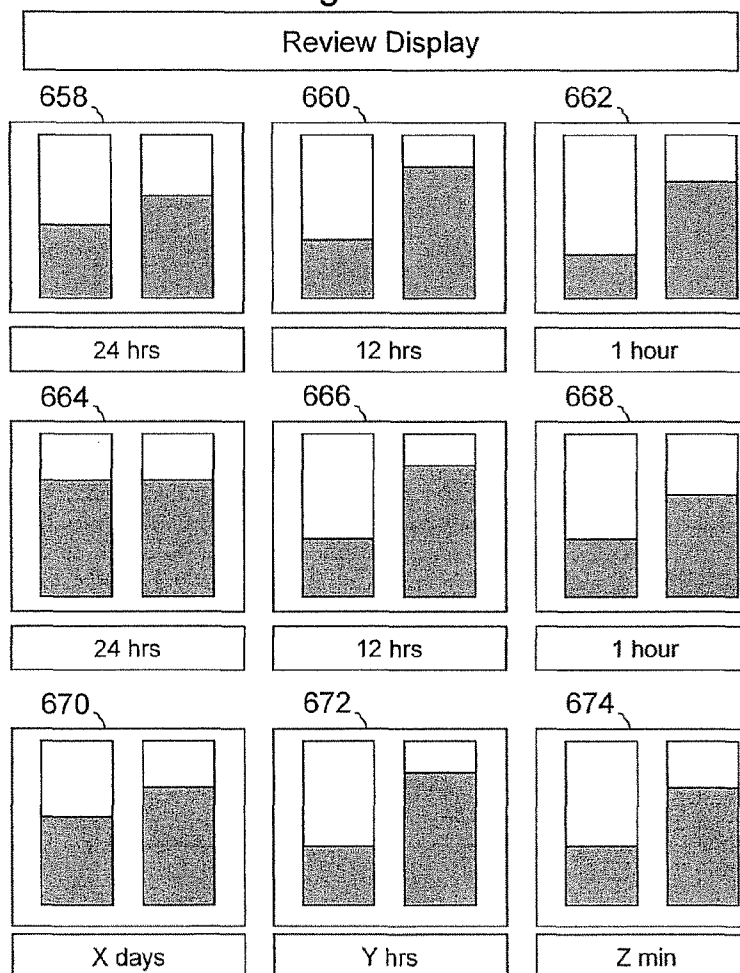 Review Display
658 660 662
24 hrs 12 hrs 1 hour
664 666 668
24 hrs 12 hrs 1 hour
670 672 674
X days Y hrs Z min